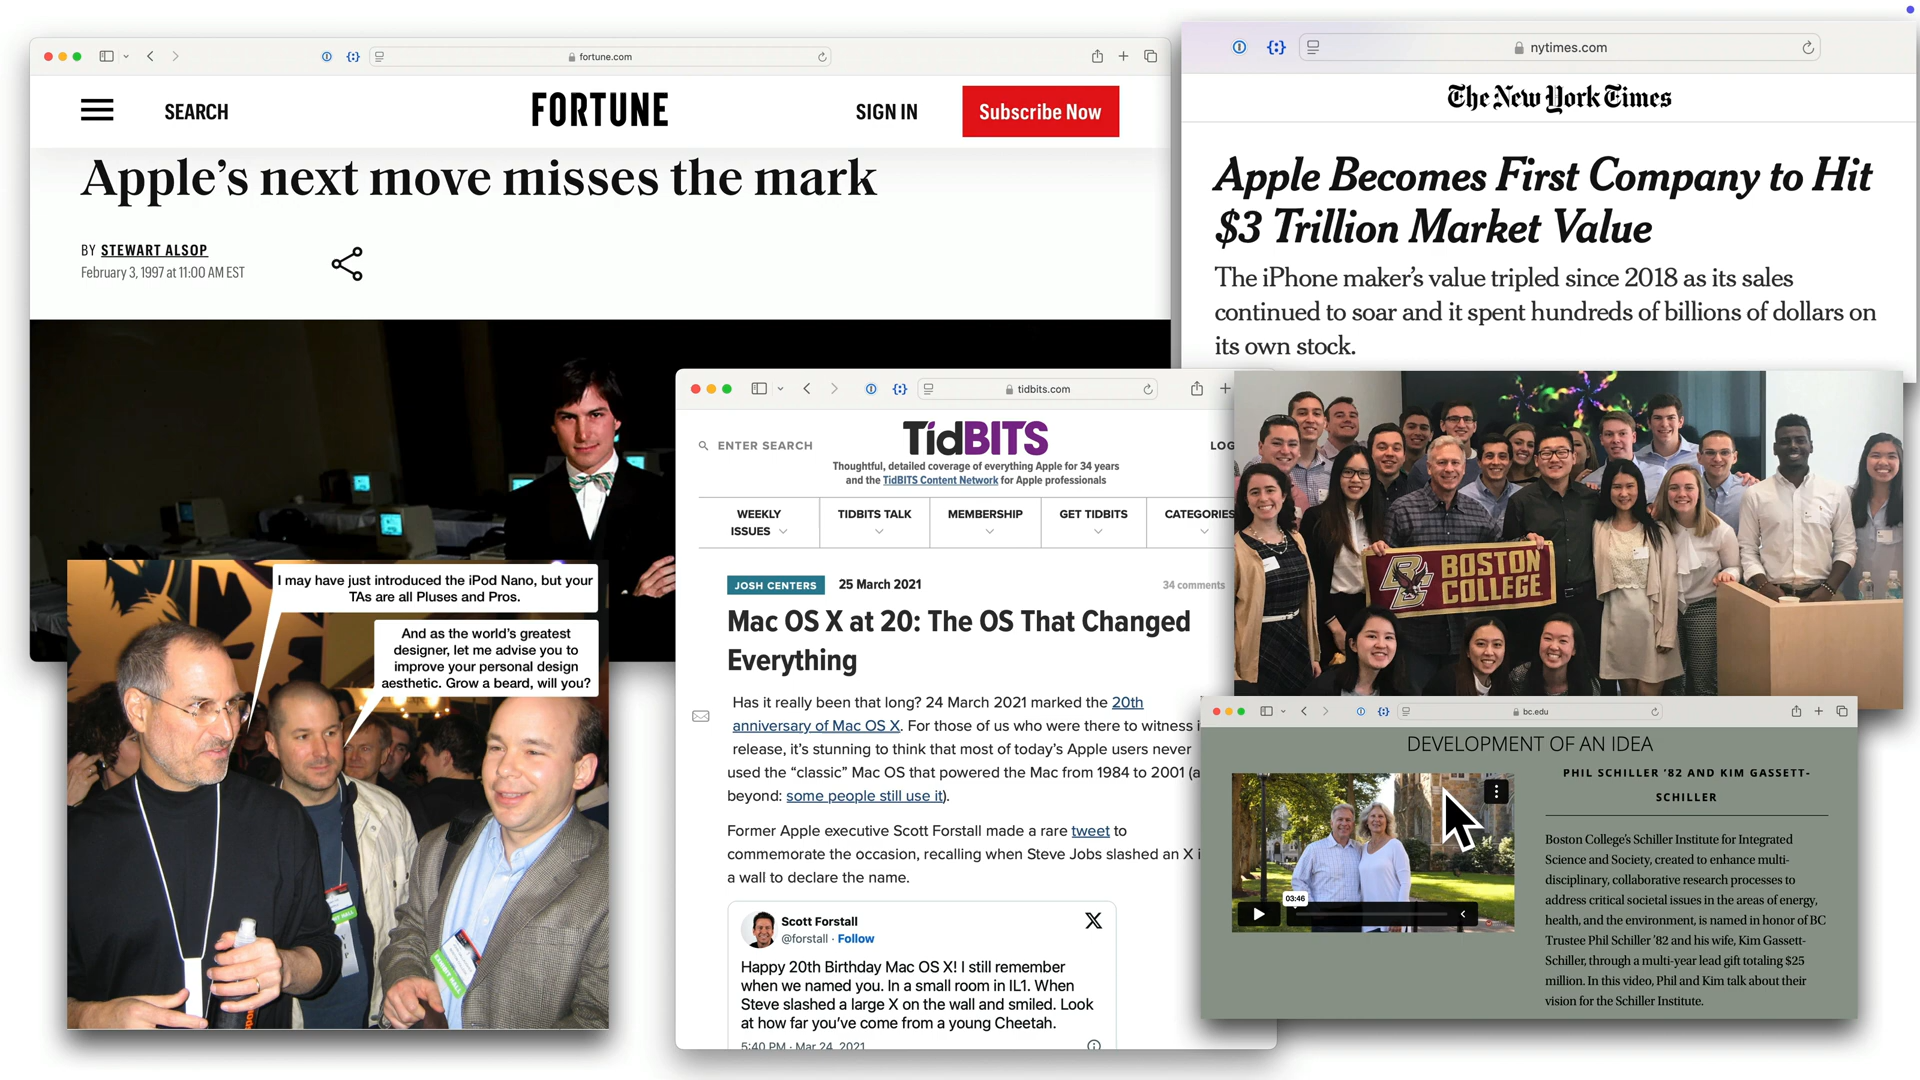 fortune.com
SEARCH
FORTUNE
SIGN IN
Subscribe Now
Apple's next move misses the mark
BY STEWART ALSOP
February 3, 1997 at 11:00 AM EST
nytimes.com
The New York Times
Apple Becomes First Company to Hit
$3 Trillion Market Value
The iPhone maker's value tripled since 2018 as its sales
continued to soar and it spent hundreds of billions of dollars on
its own stock.
I may have just introduced the iPod Nano, but your
TAs are all Pluses and Pros.
And as the world's greatest
designer, let me advise you to
improve your personal design
aesthetic. Grow a beard, will you?
EXHIBIT HALL
tidbits.com
ENTER SEARCH
TidBITS
LOG
Thoughtful, detailed coverage of everything Apple for 34 years
and the TidBITS Content Network for Apple professionals
WEEKLY
ISSUES
TIDBITS TALK
MEMBERSHIP
GET TIDBITS
CATEGORIES
JOSH CENTERS
25 March 2021
34 comments
Mac OS X at 20: The OS That Changed
Everything
Has it really been that long? 24 March 2021 marked the 20th
anniversary of Mac OS X. For those of us who were there to witness i
release, it's stunning to think that most of today's Apple users never
used the “classic” Mac OS that powered the Mac from 1984 to 2001 (a
beyond: some people still use it).
Former Apple executive Scott Forstall made a rare tweet to
commemorate the occasion, recalling when Steve Jobs slashed an X i
a wall to declare the name.
Scott Forstall
@forstall · Follow
Happy 20th Birthday Mac OS X! I still remember
when we named you. In a small room in IL1. When
Steve slashed a large X on the wall and smiled. Look
at how far you've come from a young Cheetah.
5:40 PM · Mar 24, 2021
BC
BOSTON
COLLEGE
bc.edu
DEVELOPMENT OF AN IDEA
03:46
PHIL SCHILLER '82 AND KIM GASSETT-
SCHILLER
Boston College's Schiller Institute for Integrated
Science and Society, created to enhance multi-
disciplinary, collaborative research processes to
address critical societal issues in the areas of energy,
health, and the environment, is named in honor of BC
Trustee Phil Schiller '82 and his wife, Kim Gassett-
Schiller, through a multi-year lead gift totaling $25
million. In this video, Phil and Kim talk about their
vision for the Schiller Institute.